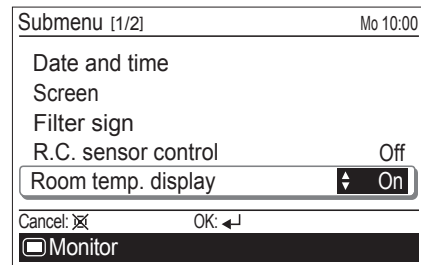 Submenu [1/2] Mo 10:00
Date and time
Screen
Filter sign
R.C. sensor control Off
Room temp. display On
Cancel: OK:
Monitor